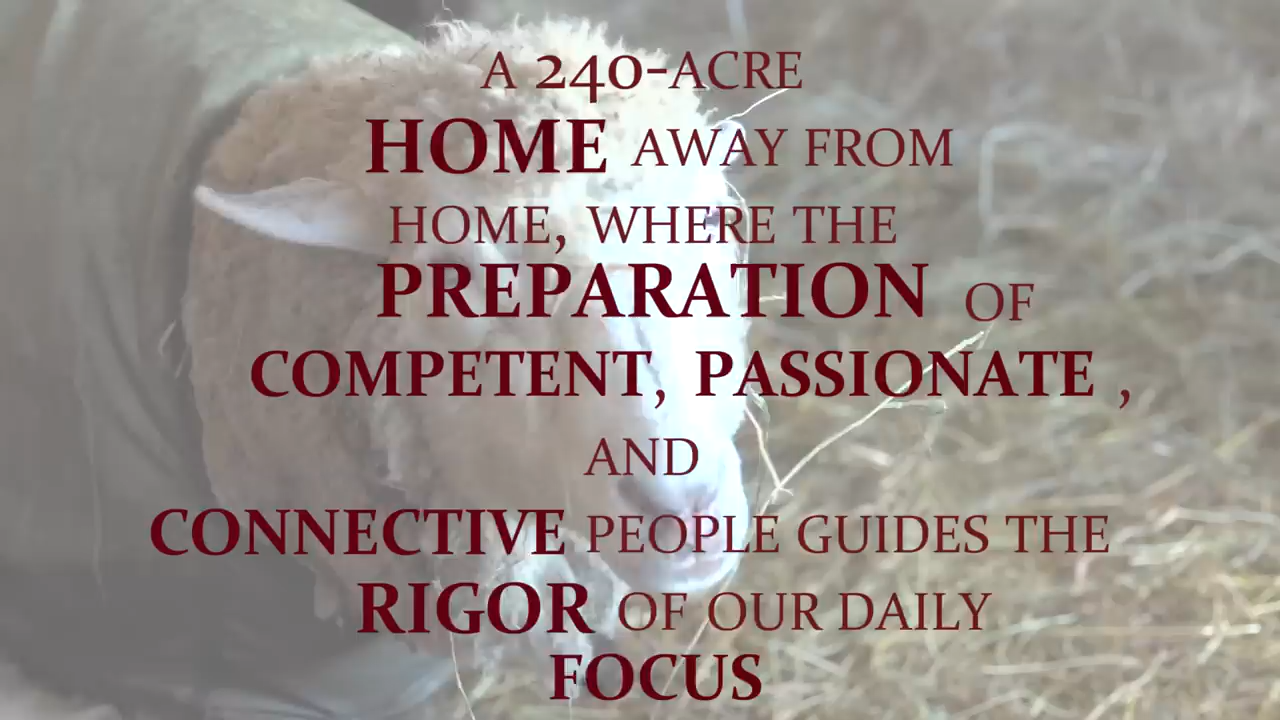 A 240-ACRE
HOME AWAY FROM
HOME, WHERE THE
PREPARATION OF
COMPETENT, PASSIONATE ,
AND
CONNECTIVE PEOPLE GUIDES THE
RIGOR OF OUR DAILY
FOCUS